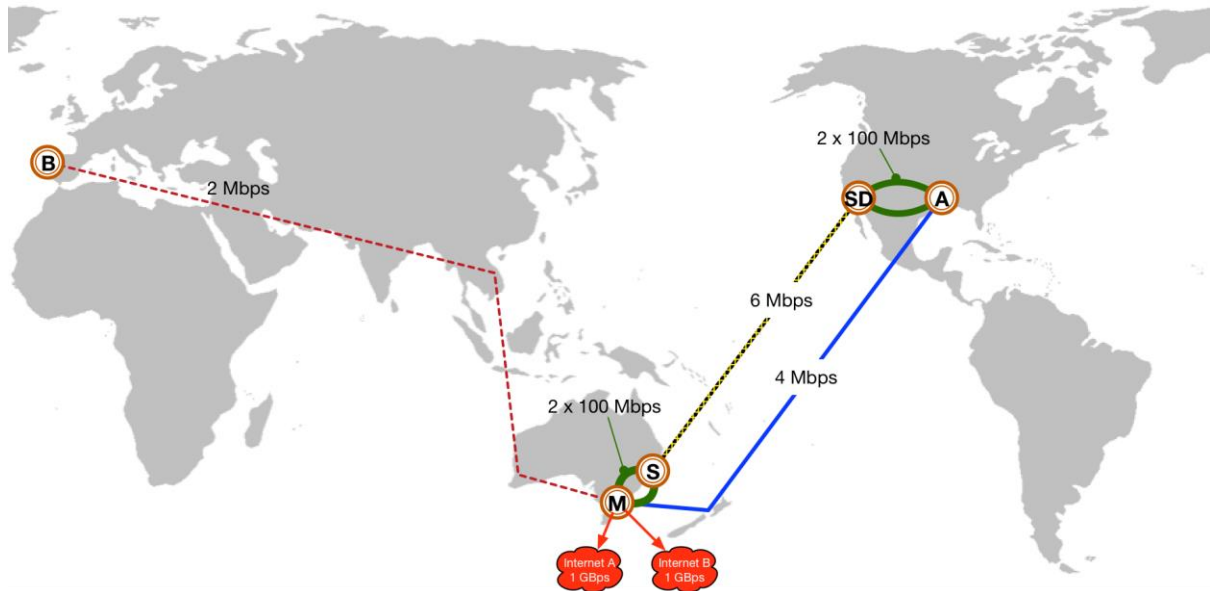 2 x 100 Mbps
B
2 Mbps
SD
A
6 Mbps
4 Mbps
2 x 100 Mbps
S
M
Internet A
1 GBps
Internet B
1 GBps